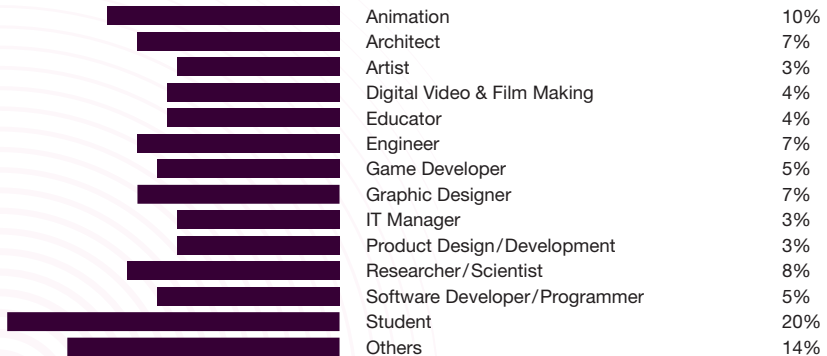 Animation 10%
Architect 7%
Artist 3%
Digital Video & Film Making 4%
Educator 4%
Engineer 7%
Game Developer 5%
Graphic Designer 7%
IT Manager 3%
Product Design/Development 3%
Researcher/Scientist 8%
Software Developer/Programmer 5%
Student 20%
Others 14%